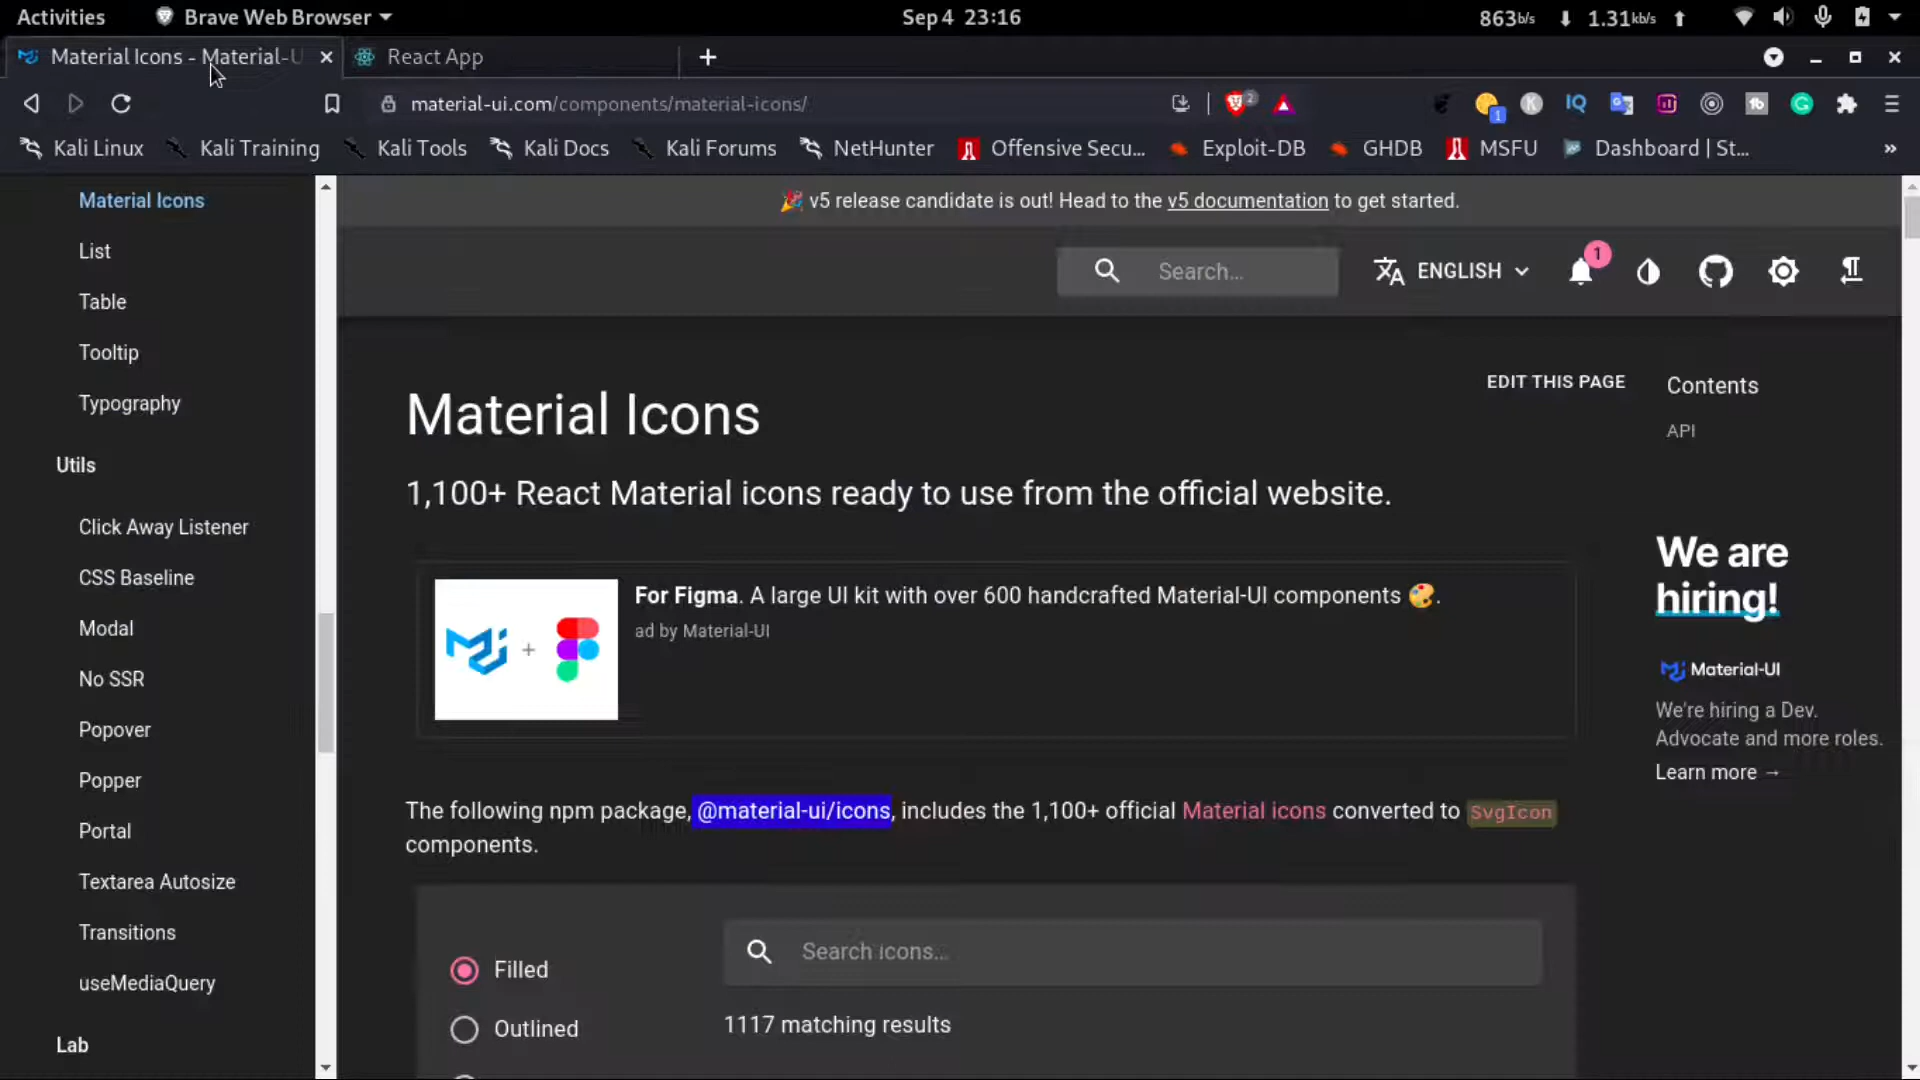 Activities
Brave Web Browser
Sep 4 23:16
863b/s
1.31kb/s
Material Icons - Material-U
React App
material-ui.com/components/material-icons/
2
1
IQ
Kali Linux
Kali Training
Kali Tools
Kali Docs
Kali Forums
NetHunter
Offensive Secu...
Exploit-DB
GHDB
MSFU
Dashboard | St...
»
Material Icons
List
Table
Tooltip
Typography
Utils
Click Away Listener
CSS Baseline
Modal
No SSR
Popover
Popper
Portal
Textarea Autosize
Transitions
useMediaQuery
Lab
🎉 v5 release candidate is out! Head to the v5 documentation to get started.
Search...
ENGLISH
1
EDIT THIS PAGE
Material Icons
1,100+ React Material icons ready to use from the official website.
For Figma. A large UI kit with over 600 handcrafted Material-UI components 🎨.
ad by Material-UI
+
The following npm package, @material-ui/icons, includes the 1,100+ official Material icons converted to SvgIcon
components.
Filled
Outlined
Search icons...
1117 matching results
Contents
API
We are
hiring!
Material-UI
We're hiring a Dev.
Advocate and more roles.
Learn more →